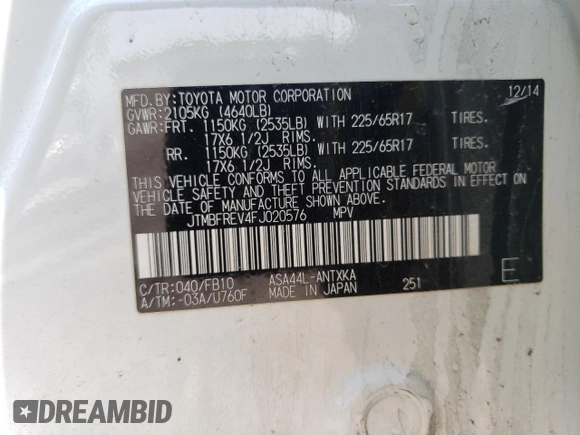 MFD.BY:TOYOTA MOTOR CORPORATION 12/14
GVWR:2105KG (4640LB)
GAWR:FRT. 1150KG (2535LB) WITH 225/65R17 TIRES.
17X6 1/2J RIMS.
RR. 1150KG (2535LB) WITH 225/65R17 TIRES.
17X6 1/2J RIMS.
THIS VEHICLE CONFORMS TO ALL APPLICABLE FEDERAL MOTOR
VEHICLE SAFETY AND THEFT PREVENTION STANDARDS IN EFFECT
ON THE DATE OF MANUFACTURE SHOWN ABOVE.
JTMBFREV4FJ020576 MPV
C/TR:040/FB10 ASA44L-ANTXKA 251 E
A/TM:-03A/U760F MADE IN JAPAN
DREAMBID